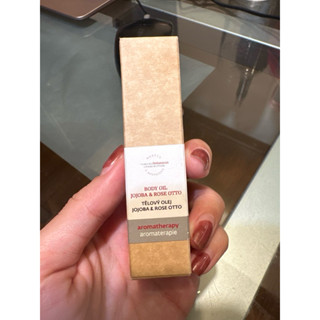 BODY OIL
JOJOBA & ROSE OTTO
TĚLOVÝ OLEJ
JOJOBA & ROSE OTTO
aromatherapy
aromaterapie